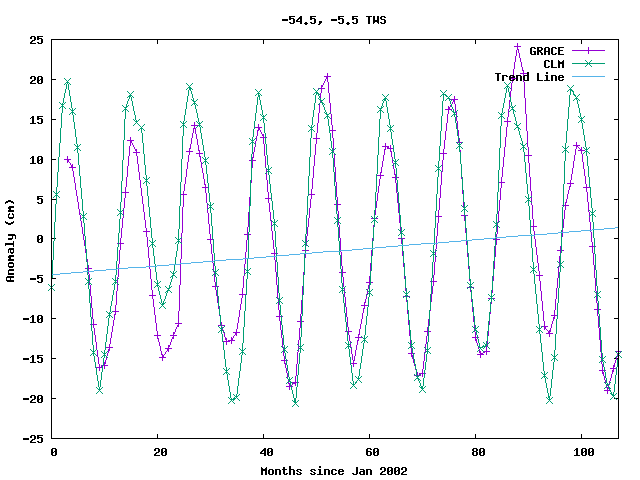 -54.5, -5.5 TWS
GRACE
CLM
Trend Line
25
20
15
10
5
0
-5
-10
-15
-20
-25
Anomaly (cm)
0 20 40 60 80 100
Months since Jan 2002